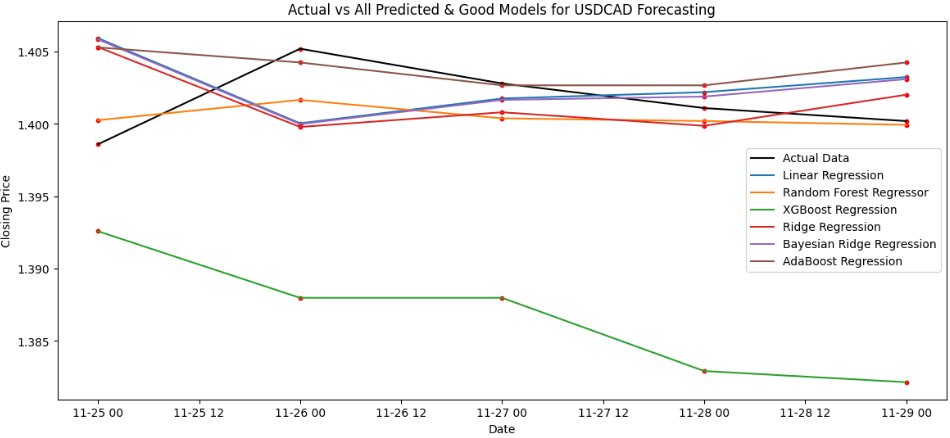 Actual vs All Predicted & Good Models for USDCAD Forecasting
Closing Price
1.405
1.400
1.395
1.390
1.385
Actual Data
Linear Regression
Random Forest Regressor
XGBoost Regression
Ridge Regression
Bayesian Ridge Regression
AdaBoost Regression
11-25 00 11-25 12 11-26 00 11-26 12 11-27 00 11-27 12 11-28 00 11-28 12 11-29 00
Date